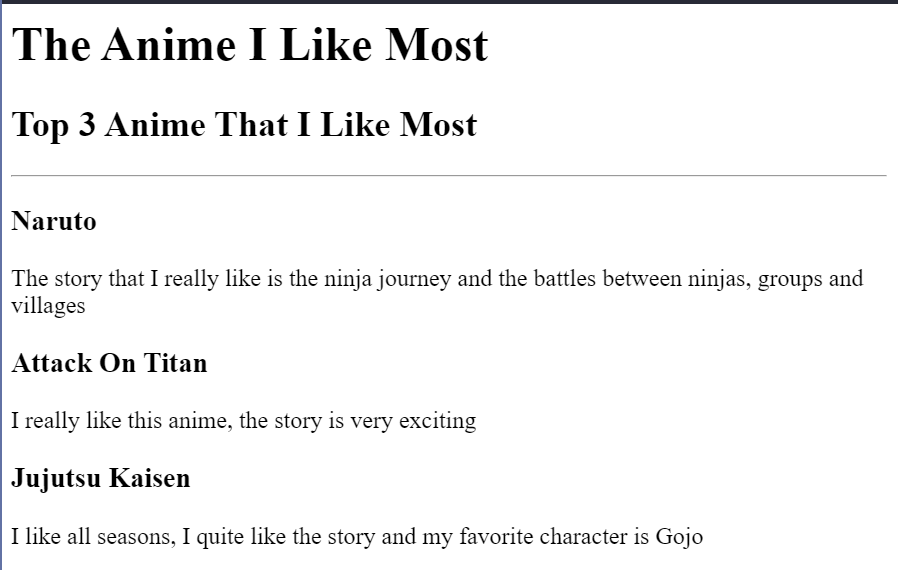 The Anime I Like Most
Top 3 Anime That I Like Most
Naruto
The story that I really like is the ninja journey and the battles between ninjas, groups and
villages
Attack On Titan
I really like this anime, the story is very exciting
Jujutsu Kaisen
I like all seasons, I quite like the story and my favorite character is Gojo